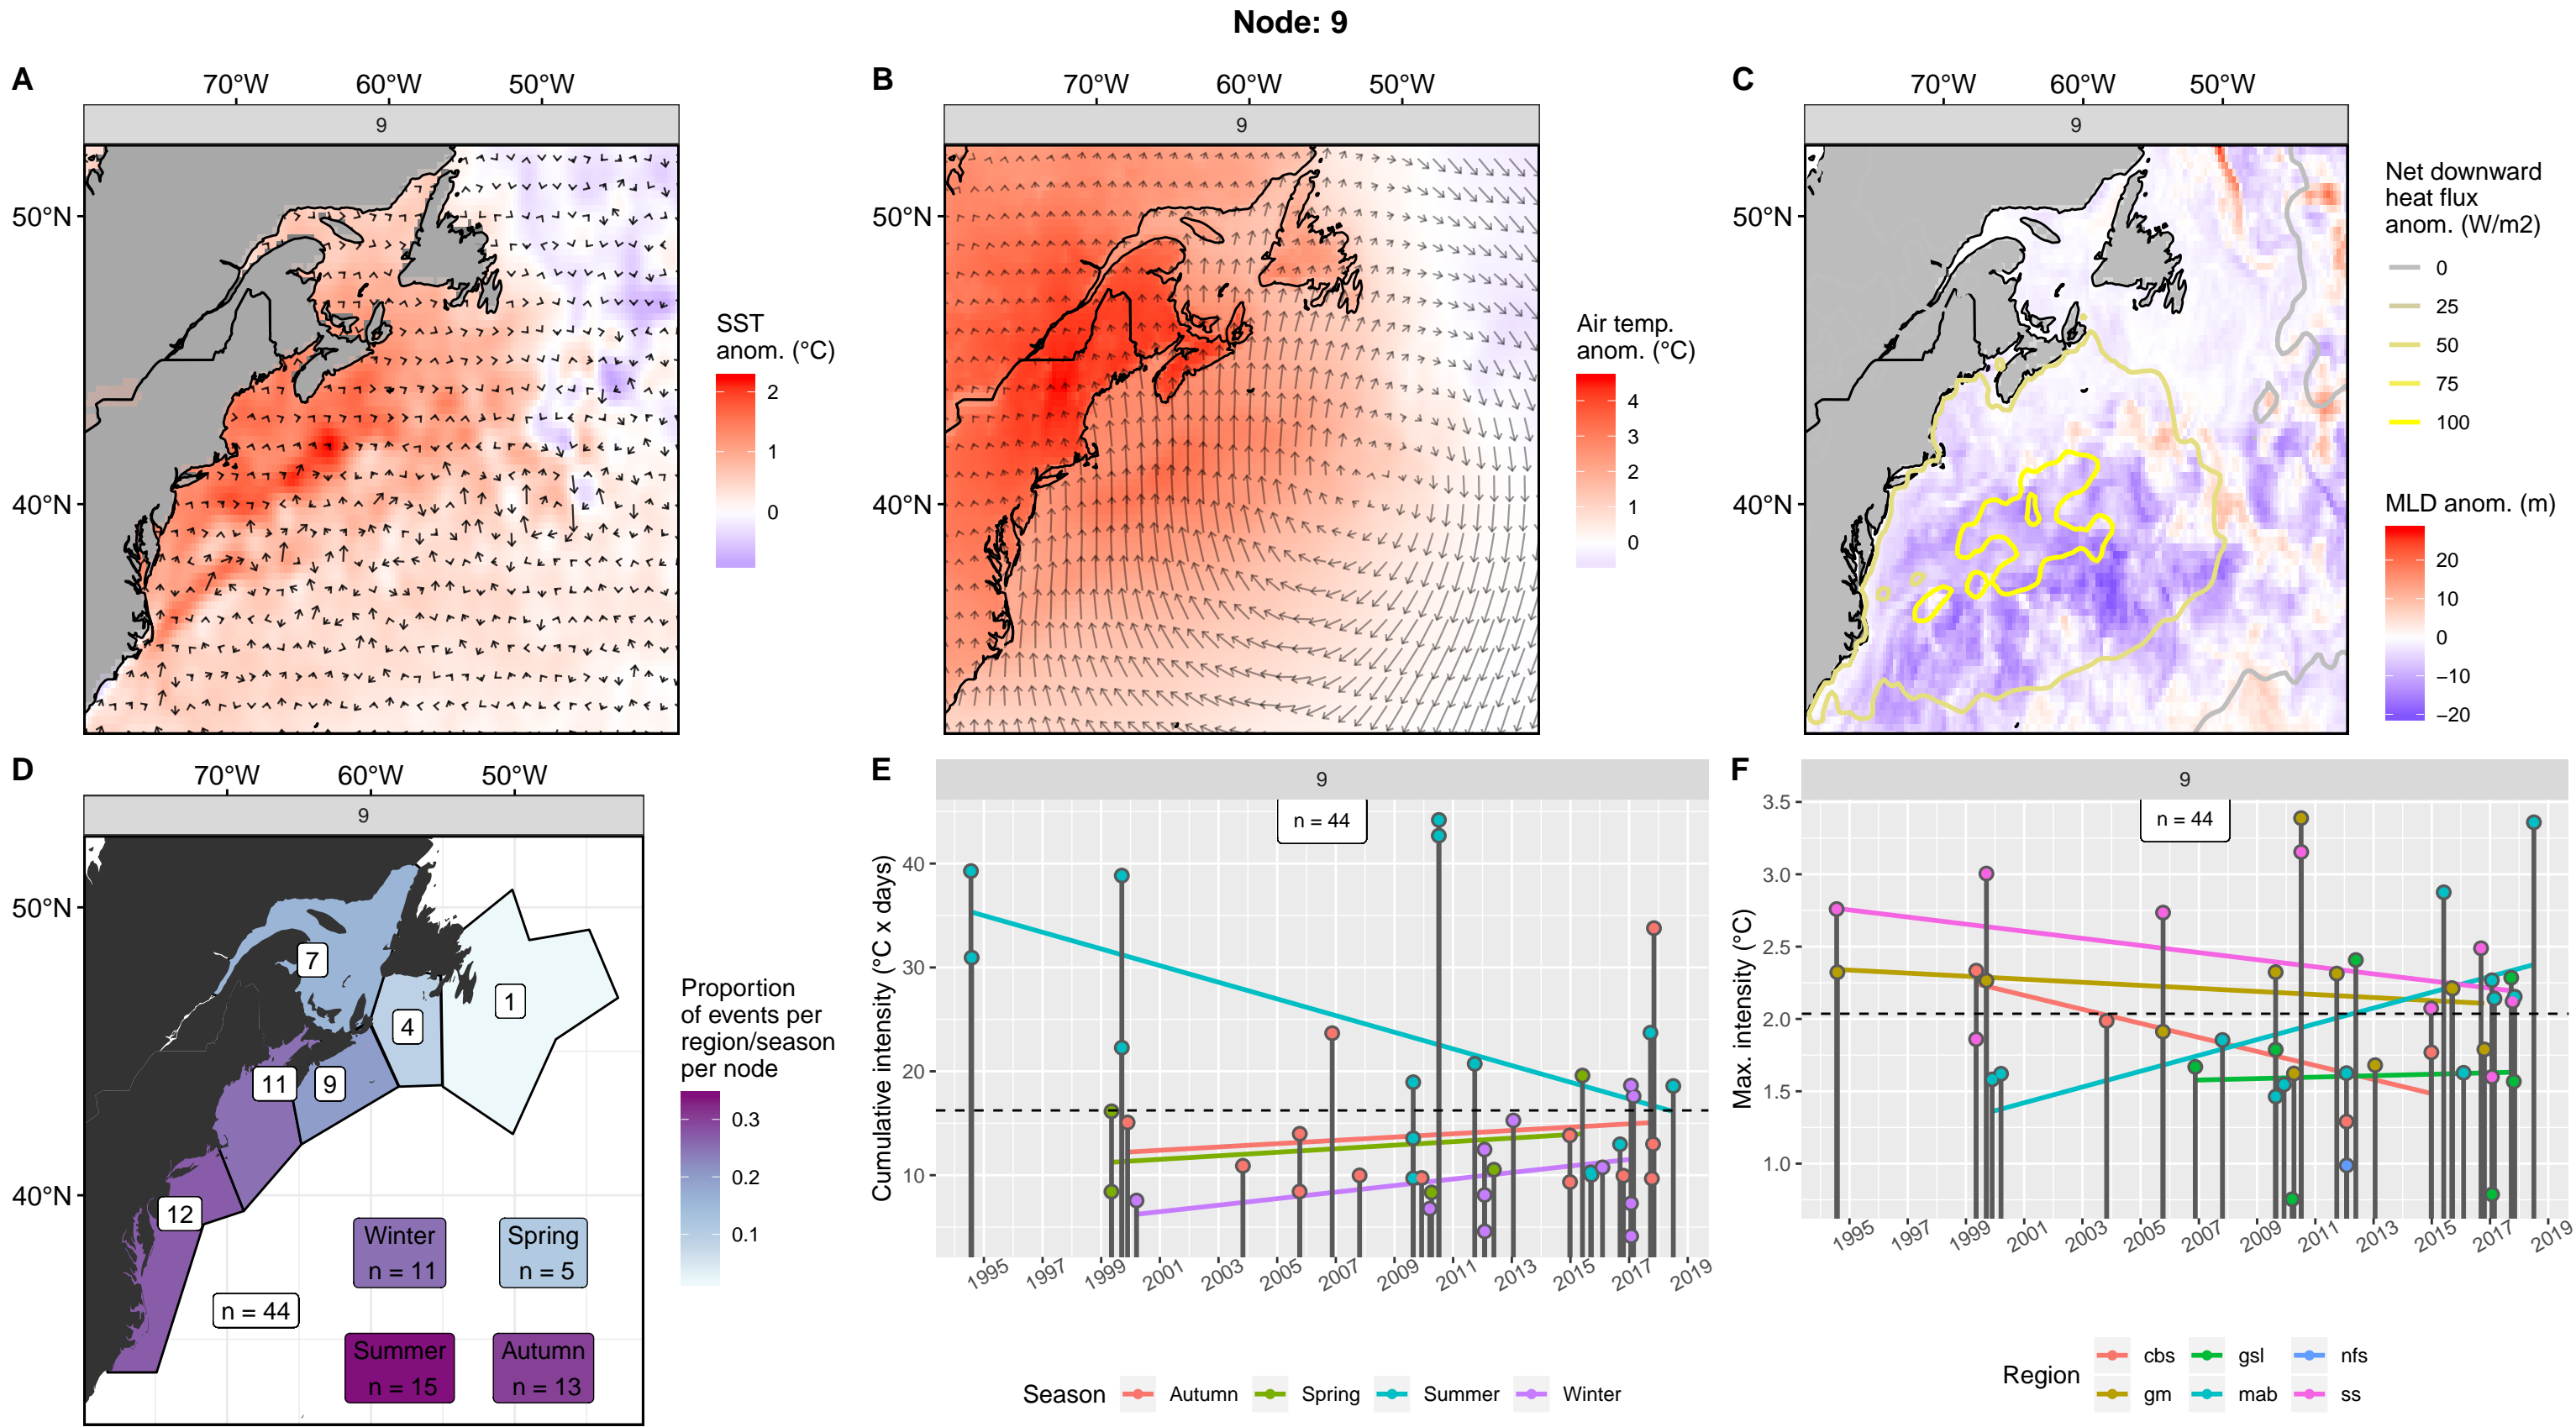 Node: 9
A
70°W 60°W 50°W
9
50°N
40°N
SST
anom. (°C)
2
1
0
B
70°W 60°W 50°W
9
50°N
40°N
Air temp.
anom. (°C)
4
3
2
1
0
C
70°W 60°W 50°W
9
50°N
40°N
Net downward
heat flux
anom. (W/m2)
0
25
50
75
100
MLD anom. (m)
20
10
0
−10
−20
D
70°W 60°W 50°W
9
50°N
40°N
7
1
4
11
9
12
Winter
n = 11
Spring
n = 5
n = 44
Summer
n = 15
Autumn
n = 13
Proportion
of events per
region/season
per node
0.3
0.2
0.1
E
9
n = 44
Cumulative intensity (°C x days)
40
30
20
10
1995 1997 1999 2001 2003 2005 2007 2009 2011 2013 2015 2017 2019
Season Autumn Spring Summer Winter
F
9
n = 44
Max. intensity (°C)
3.5
3.0
2.5
2.0
1.5
1.0
1995 1997 1999 2001 2003 2005 2007 2009 2011 2013 2015 2017 2019
Region
cbs gsl nfs
gm mab ss